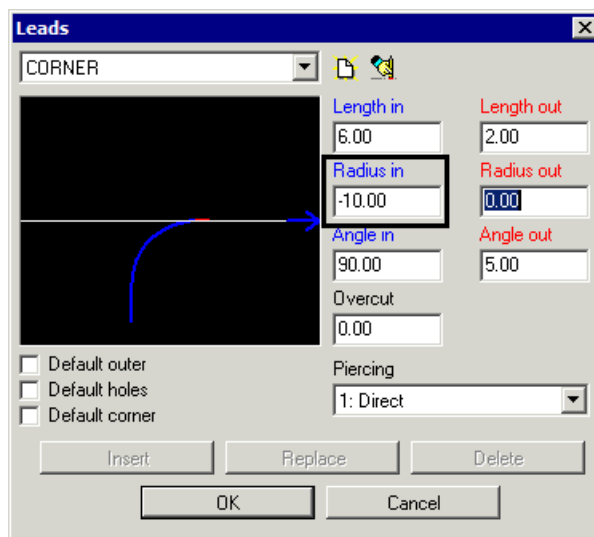 Leads
CORNER
Length in Length out
6.00 2.00
Radius in Radius out
-10.00 0.00
Angle in Angle out
90.00 5.00
Overcut
0.00
Default outer
Default holes
Default corner
Piercing
1: Direct
Insert Replace Delete
OK Cancel